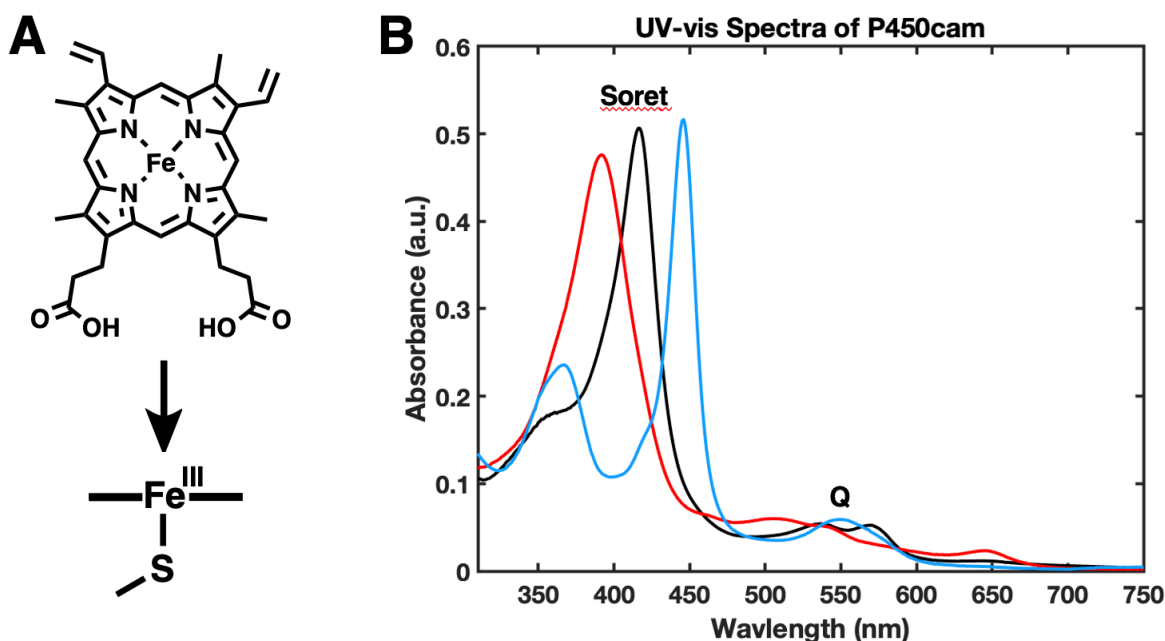 A
N
N
Fe
N
N
O
OH
HO
O
Fe III
S
B
UV-vis Spectra of P450cam
Soret
Q
0.6
0.5
0.4
0.3
0.2
0.1
0
Absorbance (a.u.)
350 400 450 500 550 600 650 700 750
Wavlength (nm)